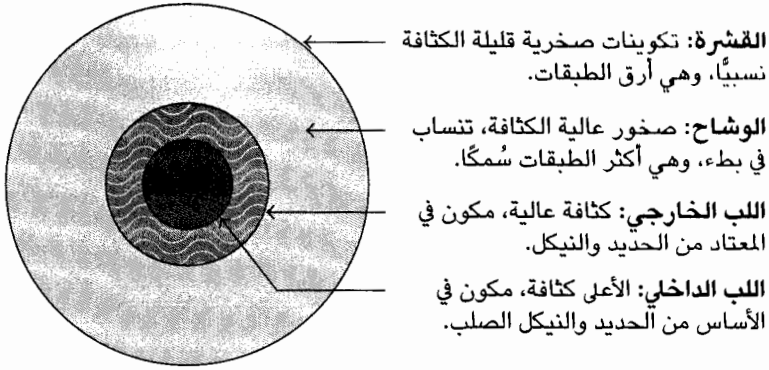 القشرة: تكوينات صخرية قليلة الكثافة
نسبيًّا، وهي أرق الطبقات.
الوشاح: صخور عالية الكثافة، تنساب
في بطء، وهي أكثر الطبقات سُمكًا.
اللب الخارجي: كثافة عالية، مكون في
المعتاد من الحديد والنيكل.
اللب الداخلي: الأعلى كثافة، مكون في
الأساس من الحديد والنيكل الصلب.